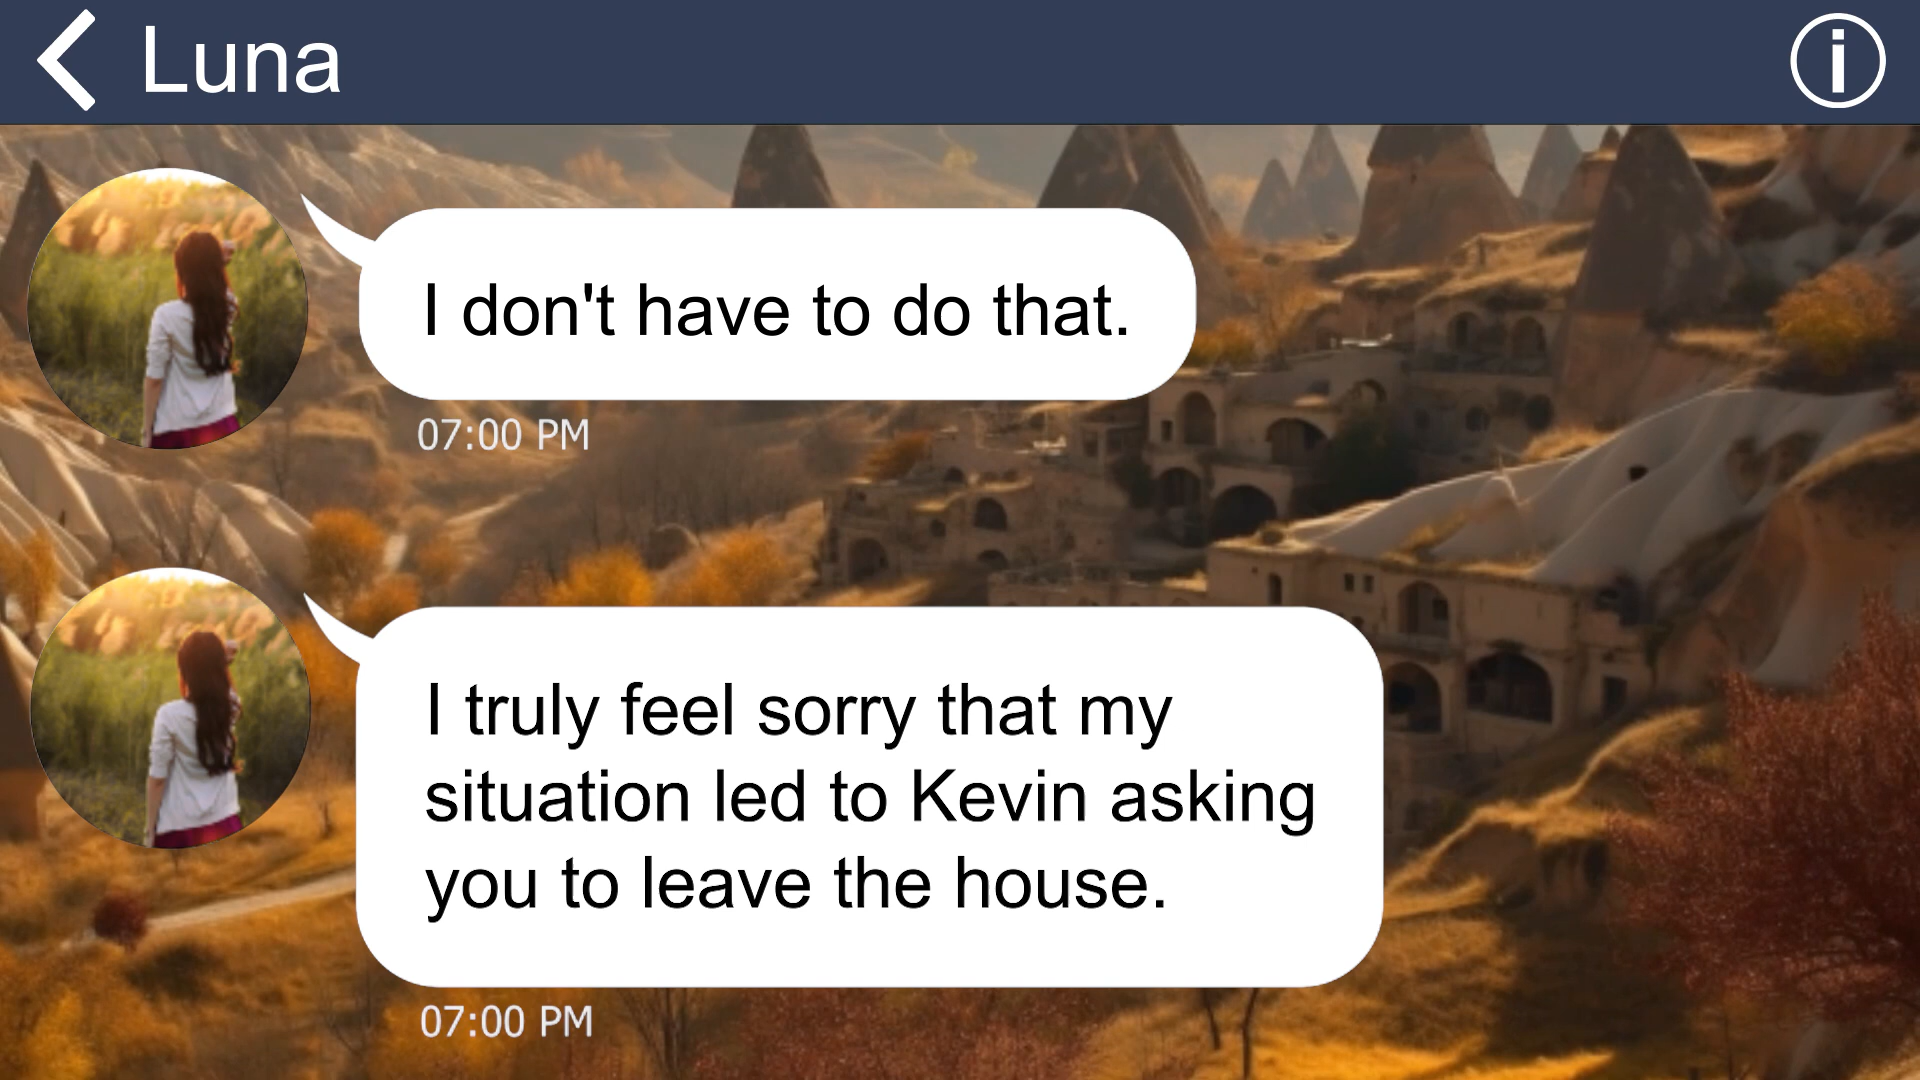 Luna
I don't have to do that.
07:00 PM
I truly feel sorry that my
situation led to Kevin asking
you to leave the house.
07:00 PM